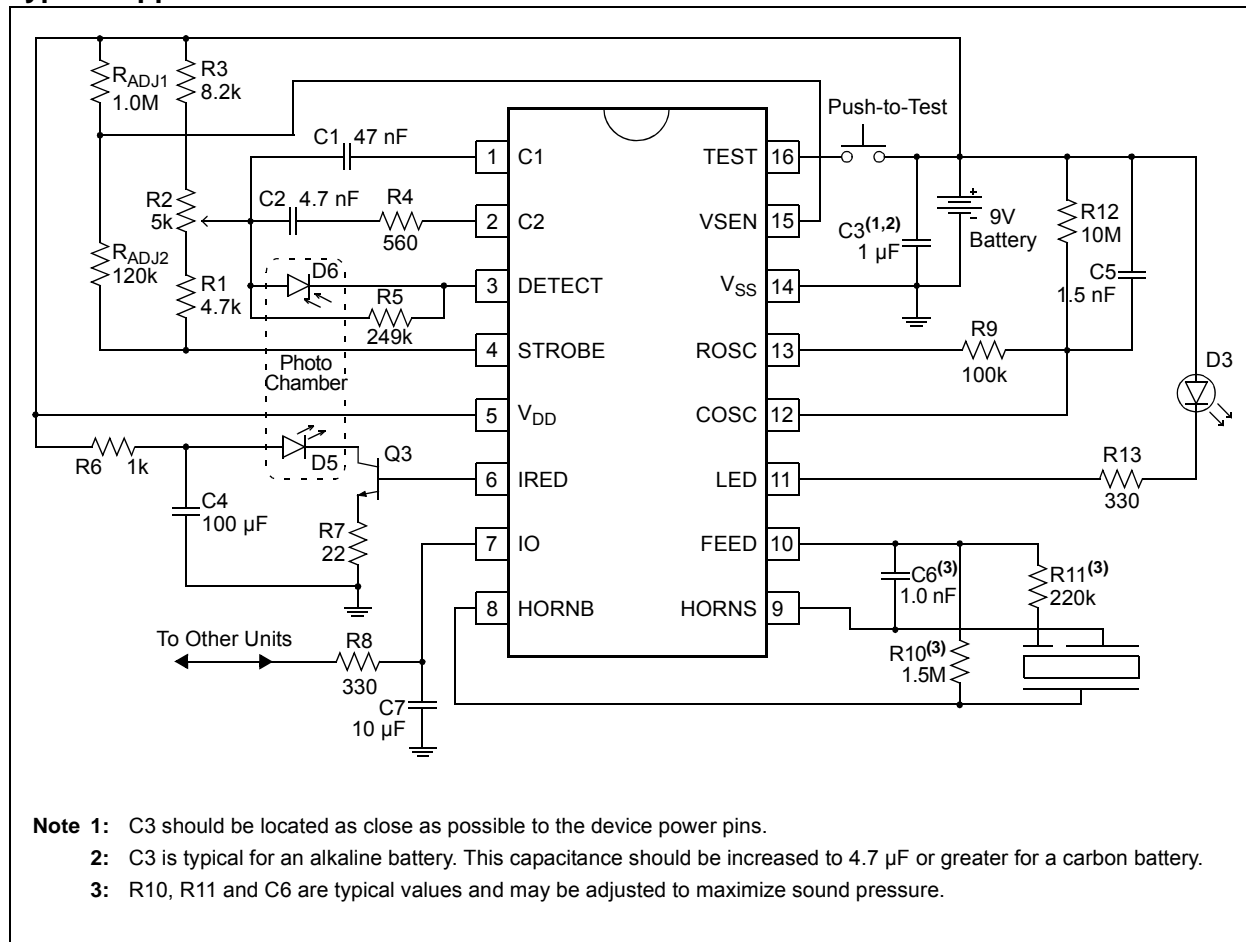 R_ADJ1
1.0M
R3
8.2k
C1 47 nF
R2
5k
C2 4.7 nF
R4
560
R_ADJ2
120k
R1
4.7k
D6
R5
249k
Photo
Chamber
D5
R6 1k
C4
100 µF
Q3
R7
22
To Other Units
R8
330
C7
10 µF
1 C1
2 C2
3 DETECT
4 STROBE
5 V_DD
6 IRED
7 IO
8 HORNB
TEST 16
VSEN 15
V_SS 14
ROSC 13
COSC 12
LED 11
FEED 10
HORNS 9
Push-to-Test
C3(1,2)
1 µF
+
-
9V
Battery
R12
10M
C5
1.5 nF
R9
100k
D3
R13
330
C6(3)
1.0 nF
R11(3)
220k
R10(3)
1.5M
Note 1: C3 should be located as close as possible to the device power pins.
2: C3 is typical for an alkaline battery. This capacitance should be increased to 4.7 µF or greater for a carbon battery.
3: R10, R11 and C6 are typical values and may be adjusted to maximize sound pressure.